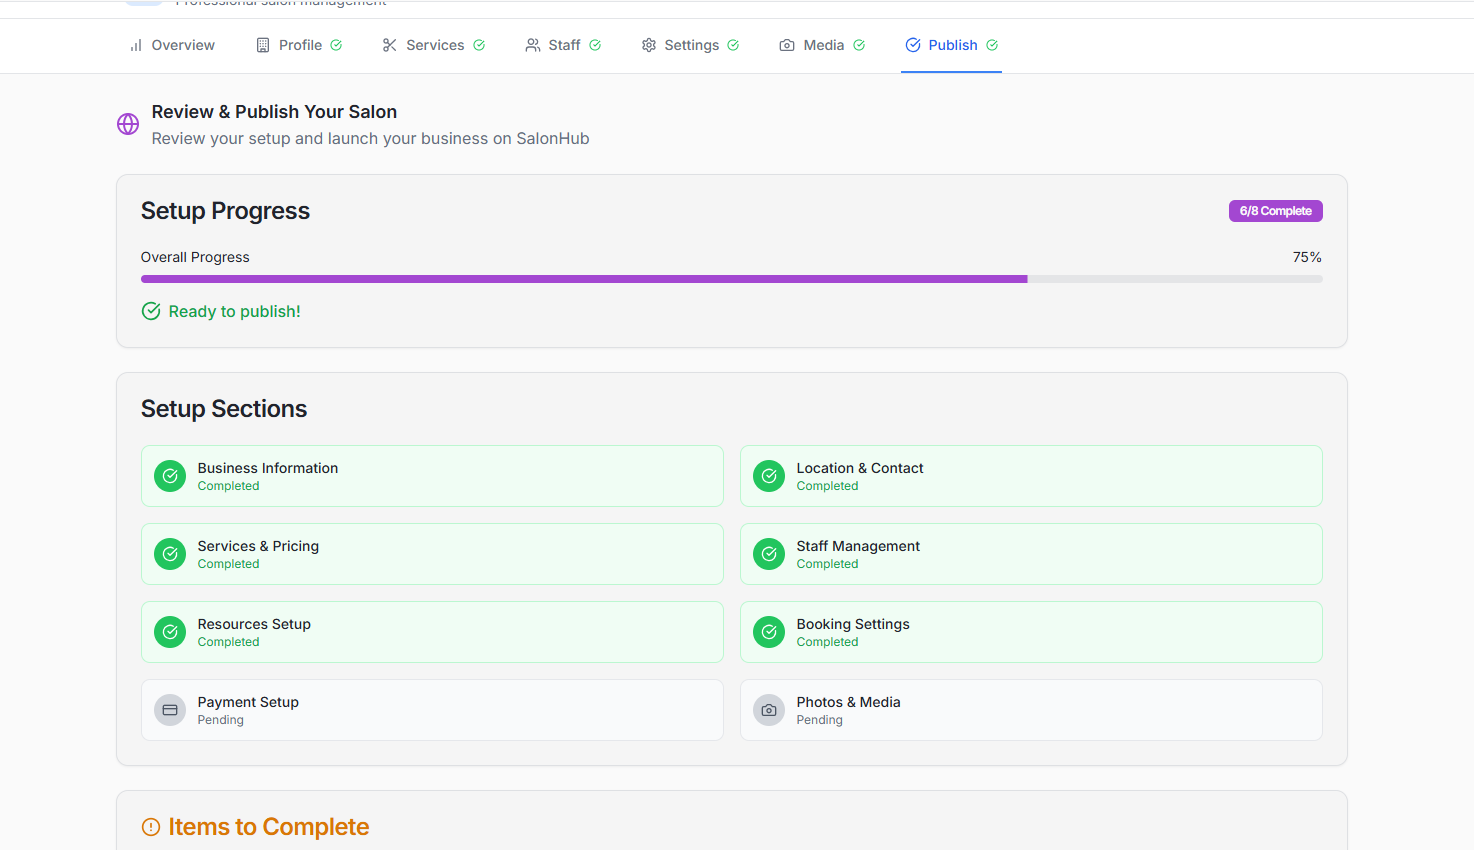 Professional salon management
Overview Profile Services Staff Settings Media Publish
Review & Publish Your Salon
Review your setup and launch your business on SalonHub
Setup Progress
6/8 Complete
Overall Progress
75%
Ready to publish!
Setup Sections
Business Information
Completed
Location & Contact
Completed
Services & Pricing
Completed
Staff Management
Completed
Resources Setup
Completed
Booking Settings
Completed
Payment Setup
Pending
Photos & Media
Pending
Items to Complete